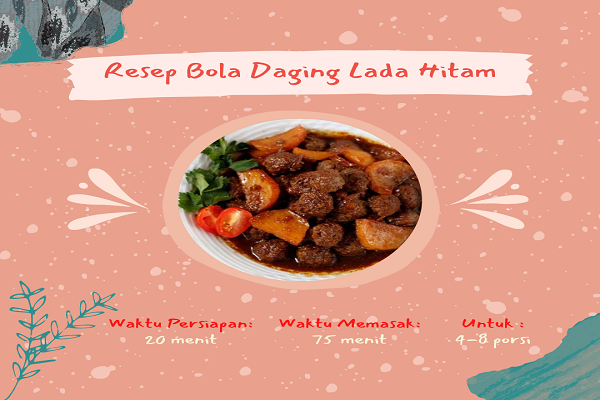 Resep Bola Daging Lada Hitam
Waktu Persiapan:
20 menit
Waktu Memasak:
75 menit
Untuk :
4-8 porsi